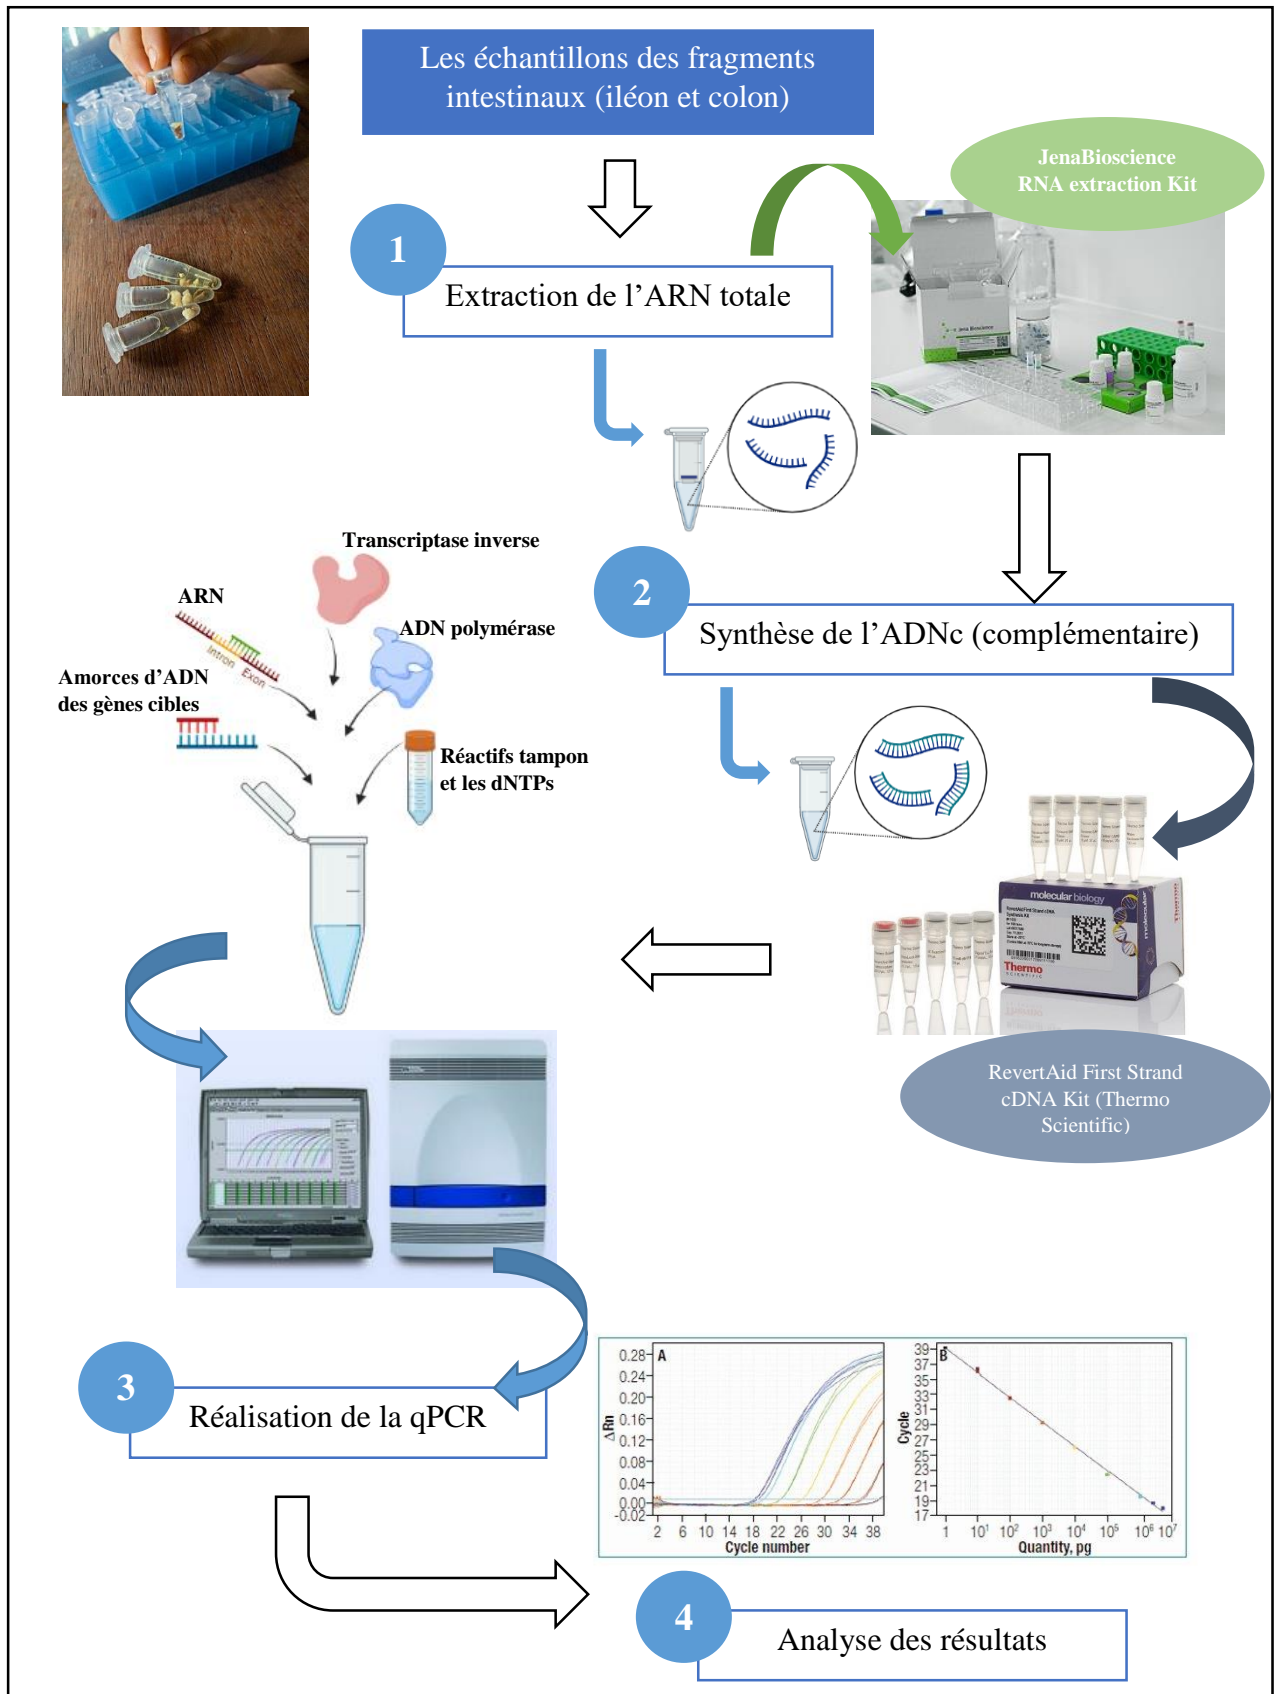 Les échantillons des fragments
intestinaux (iléon et colon)
JenaBioscience
RNA extraction Kit
1
Extraction de l’ARN totale
Jena Bioscience
Transcriptase inverse
ARN
Intron
Exon
ADN polymérase
Amorces d’ADN
des gènes cibles
Réactifs tampon
et les dNTPs
2
Synthèse de l’ADNc (complémentaire)
molecular biology
molecular
Thermo
Thermo
SCIENTIFIC
RevertAid First Strand
cDNA Kit (Thermo
Scientific)
3
Réalisation de la qPCR
A
ΔRn
0.28
0.24
0.20
0.16
0.12
0.08
0.04
0.00
-0.02
2 6 10 14 18 22 26 30 34 38
Cycle number
B
Cycle
39
37
35
33
31
29
27
25
23
21
19
17
1 10¹ 10² 10³ 10⁴ 10⁵ 10⁶ 10⁷
Quantity, pg
4
Analyse des résultats